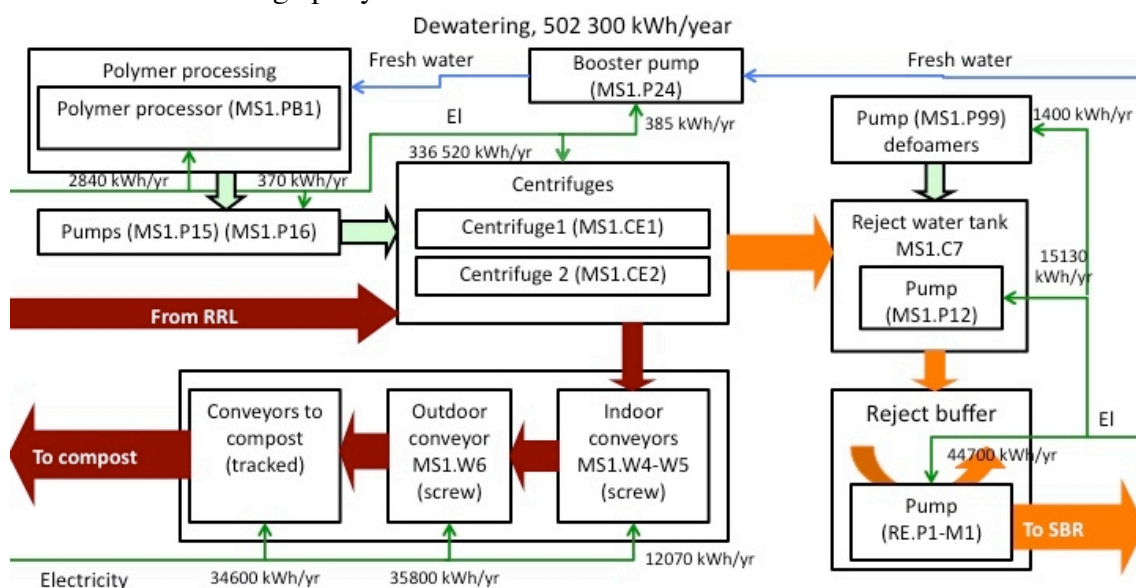 Dewatering, 502 300 kWh/year
Polymer processing
Polymer processor (MS1.PB1)
Fresh water
Booster pump
(MS1.P24)
Fresh water
El
385 kWh/yr
Pump (MS1.P99)
defoamers
1400 kWh/yr
336 520 kWh/yr
2840 kWh/yr
370 kWh/yr
Pumps (MS1.P15) (MS1.P16)
Centrifuges
Centrifuge1 (MS1.CE1)
Centrifuge 2 (MS1.CE2)
Reject water tank
MS1.C7
Pump
(MS1.P12)
15130
kWh/yr
From RRL
To compost
Conveyors to
compost
(tracked)
Outdoor
conveyor
MS1.W6
(screw)
Indoor
conveyors
MS1.W4-W5
(screw)
Reject buffer
El
44700 kWh/yr
Pump
(RE.P1-M1)
To SBR
Electricity
34600 kWh/yr
35800 kWh/yr
12070 kWh/yr